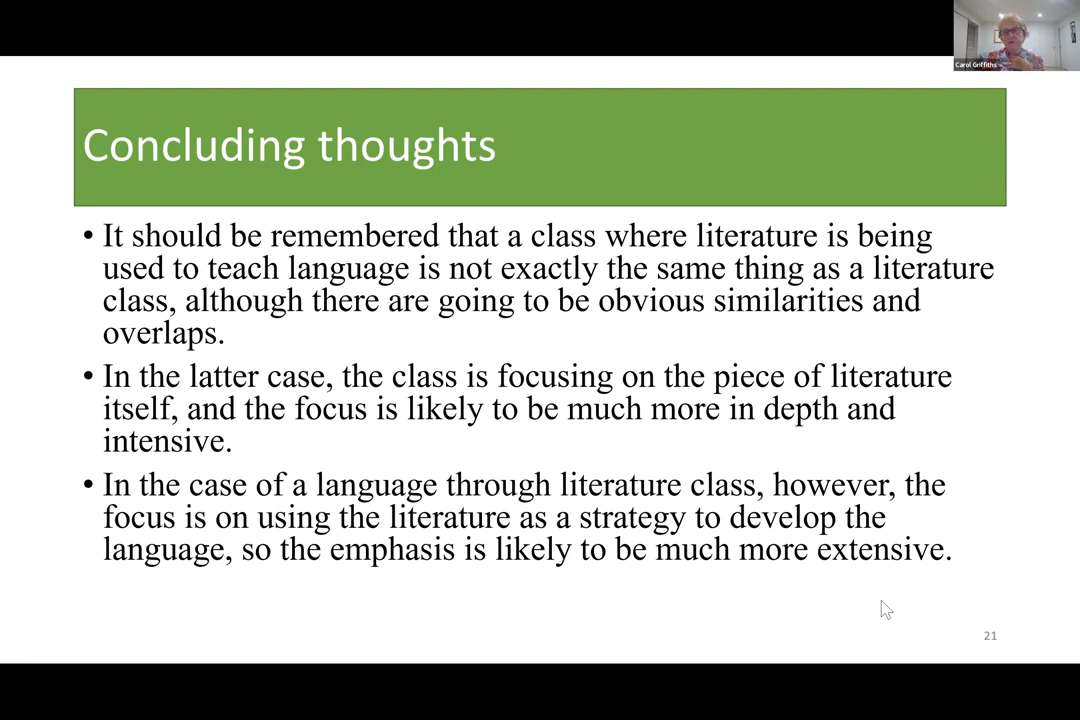 Carol Griffiths
Concluding thoughts
• It should be remembered that a class where literature is being
used to teach language is not exactly the same thing as a literature
class, although there are going to be obvious similarities and
overlaps.
• In the latter case, the class is focusing on the piece of literature
itself, and the focus is likely to be much more in depth and
intensive.
• In the case of a language through literature class, however, the
focus is on using the literature as a strategy to develop the
language, so the emphasis is likely to be much more extensive.
21